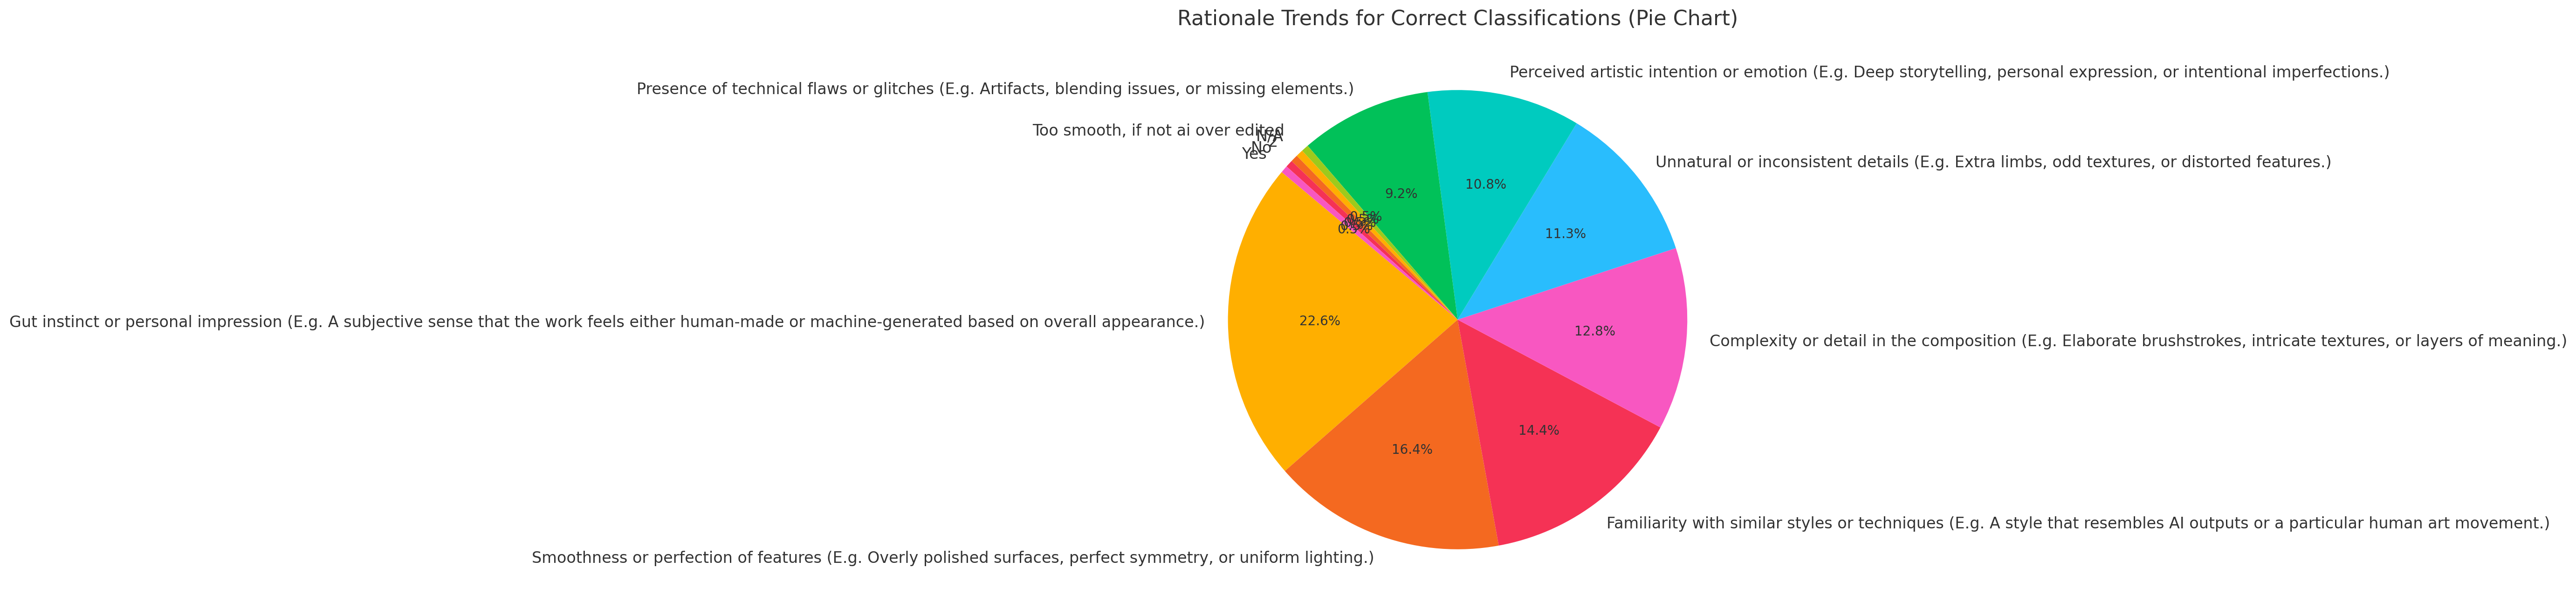 Rationale Trends for Correct Classifications (Pie Chart)
Perceived artistic intention or emotion (E.g. Deep storytelling, personal expression, or intentional imperfections.)
Presence of technical flaws or glitches (E.g. Artifacts, blending issues, or missing elements.)
Too smooth, if not ai over edited
N/A
2
No
Yes
Unnatural or inconsistent details (E.g. Extra limbs, odd textures, or distorted features.)
10.8%
9.2%
0.5%
0.5%
11.3%
Gut instinct or personal impression (E.g. A subjective sense that the work feels either human-made or machine-generated based on overall appearance.)
22.6%
12.8%
Complexity or detail in the composition (E.g. Elaborate brushstrokes, intricate textures, or layers of meaning.)
14.4%
16.4%
Familiarity with similar styles or techniques (E.g. A style that resembles AI outputs or a particular human art movement.)
Smoothness or perfection of features (E.g. Overly polished surfaces, perfect symmetry, or uniform lighting.)